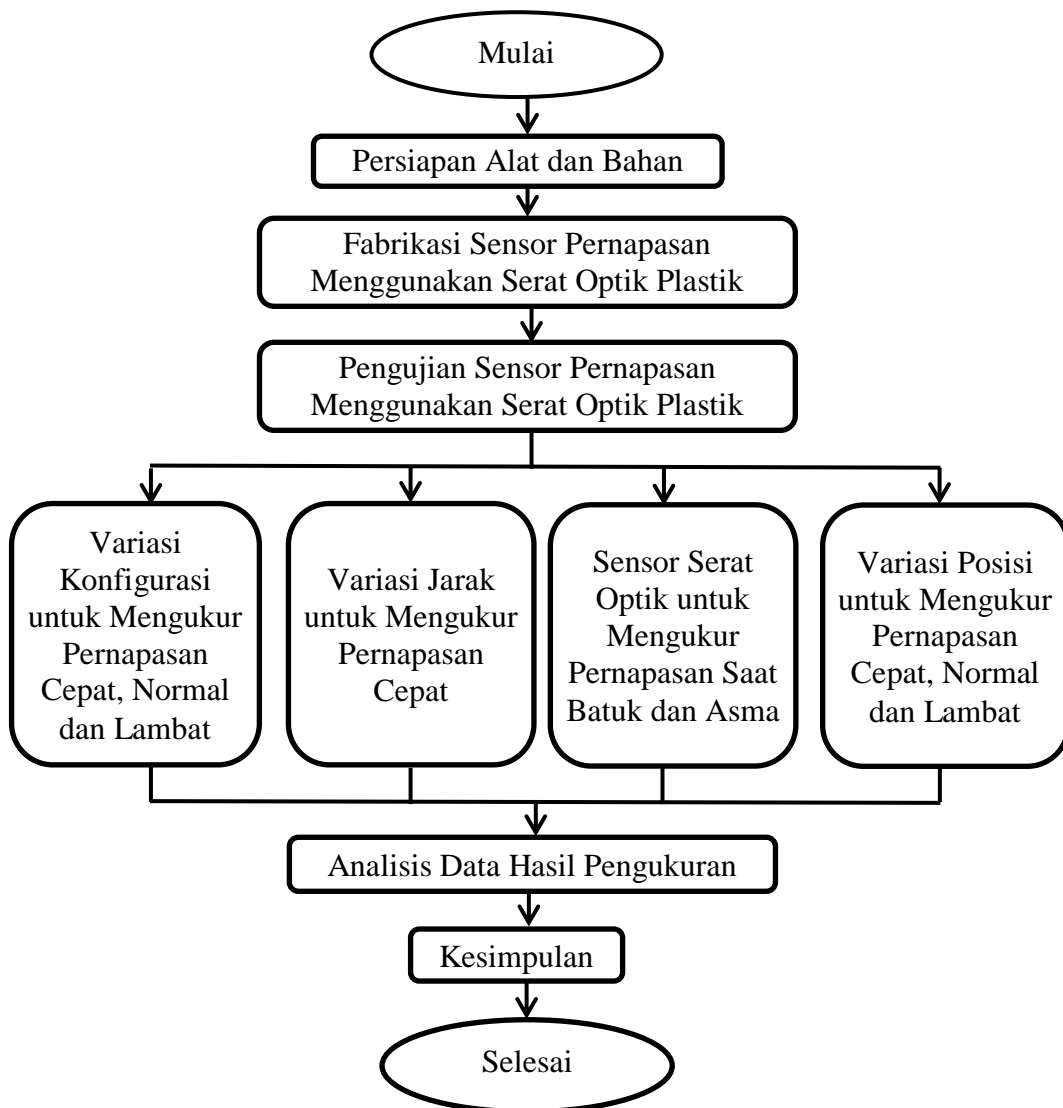 Mulai
Persiapan Alat dan Bahan
Fabrikasi Sensor Pernapasan
Menggunakan Serat Optik Plastik
Pengujian Sensor Pernapasan
Menggunakan Serat Optik Plastik
Variasi
Konfigurasi
untuk Mengukur
Pernapasan
Cepat, Normal
dan Lambat
Variasi Jarak
untuk Mengukur
Pernapasan
Cepat
Sensor Serat
Optik untuk
Mengukur
Pernapasan Saat
Batuk dan Asma
Variasi Posisi
untuk Mengukur
Pernapasan
Cepat, Normal
dan Lambat
Analisis Data Hasil Pengukuran
Kesimpulan
Selesai